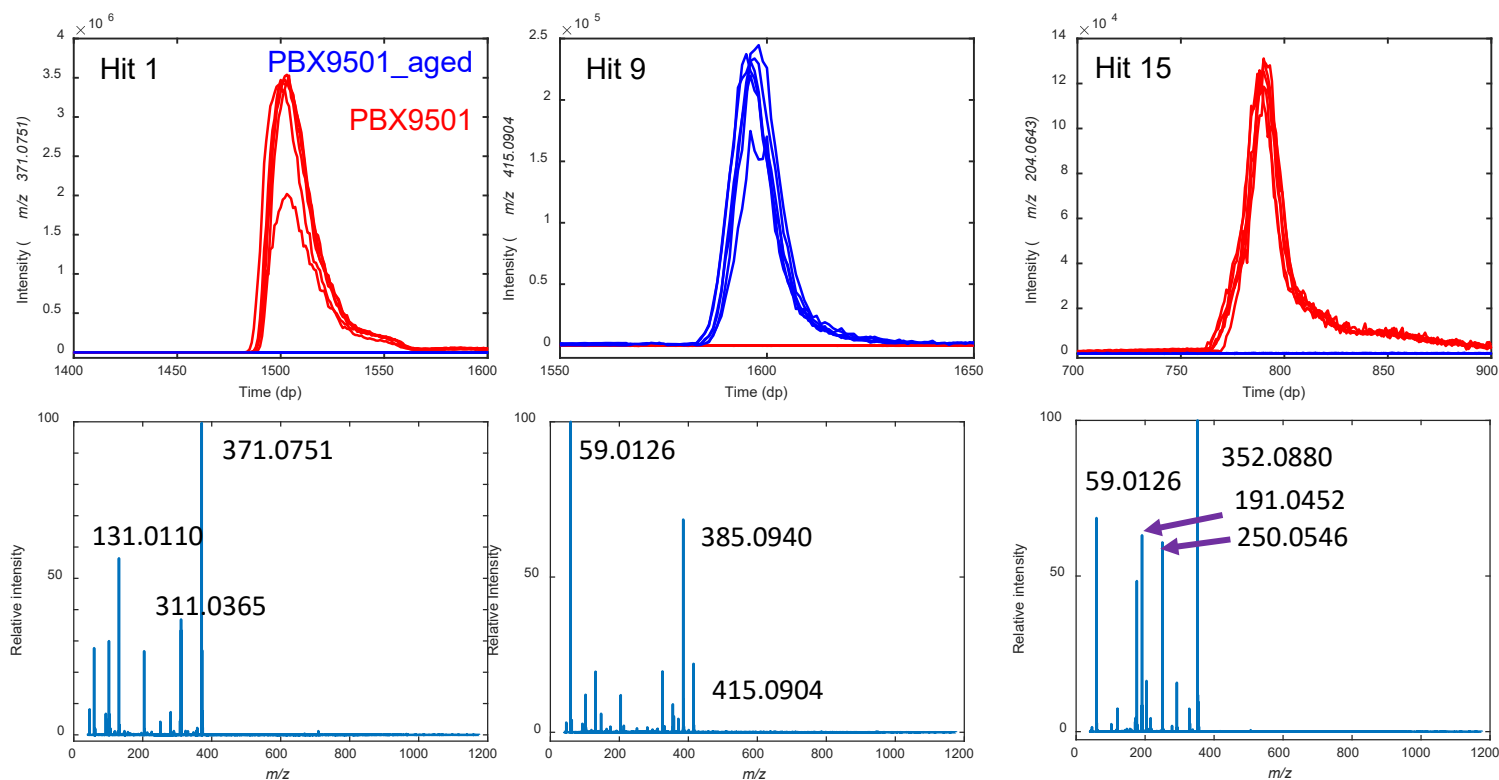 × 10⁶
Hit 1
PBX9501_aged
PBX9501
4
3.5
3
2.5
2
1.5
1
0.5
0
Intensity ( m/z 371.0751)
1400 1450 1500 1550 1600
Time (dp)
× 10⁵
Hit 9
2.5
2
1.5
1
0.5
0
Intensity ( m/z 415.0904)
1550 1600 1650
Time (dp)
× 10⁴
Hit 15
14
12
10
8
6
4
2
0
Intensity ( m/z 204.0643)
700 750 800 850 900
Time (dp)
100
50
0
Relative intensity
371.0751
131.0110
311.0365
0 200 400 600 800 1000 1200
m/z
100
50
0
Relative intensity
59.0126
385.0940
415.0904
0 200 400 600 800 1000 1200
m/z
100
50
0
Relative intensity
352.0880
59.0126
191.0452
250.0546
0 200 400 600 800 1000 1200
m/z